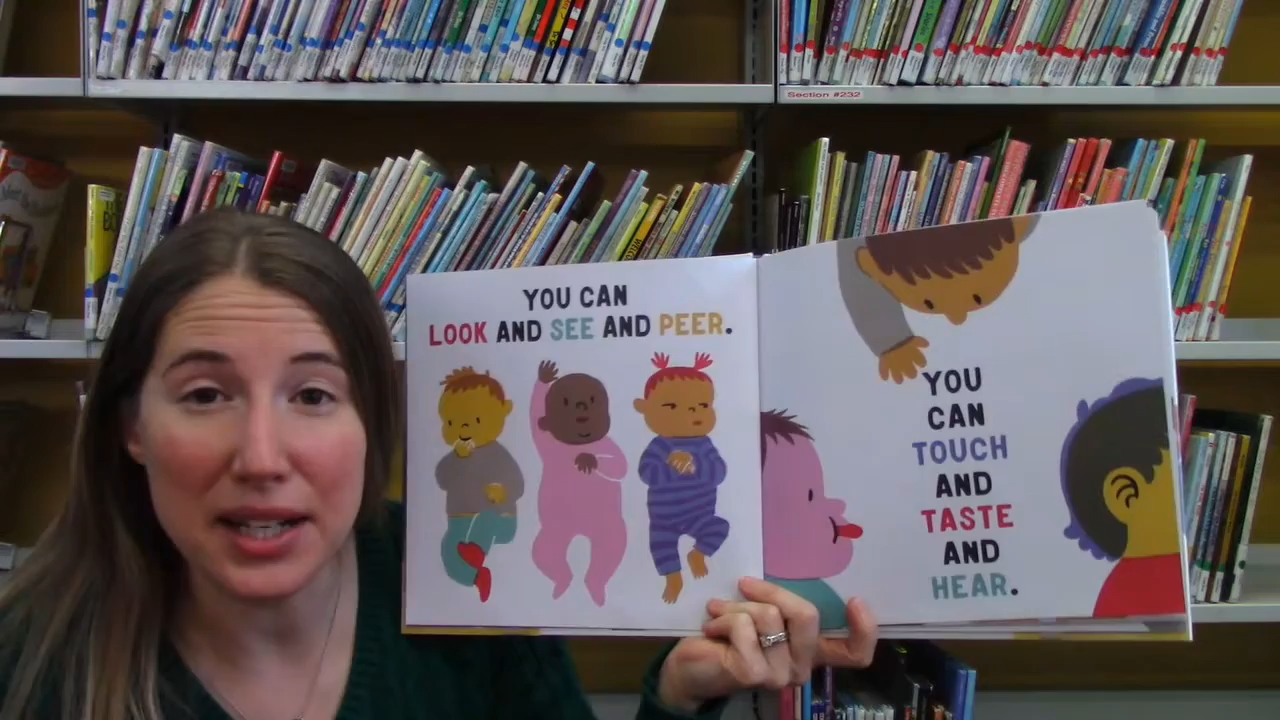 Section #232
YOU CAN
LOOK AND SEE AND PEER.
YOU
CAN
TOUCH
AND
TASTE
AND
HEAR.